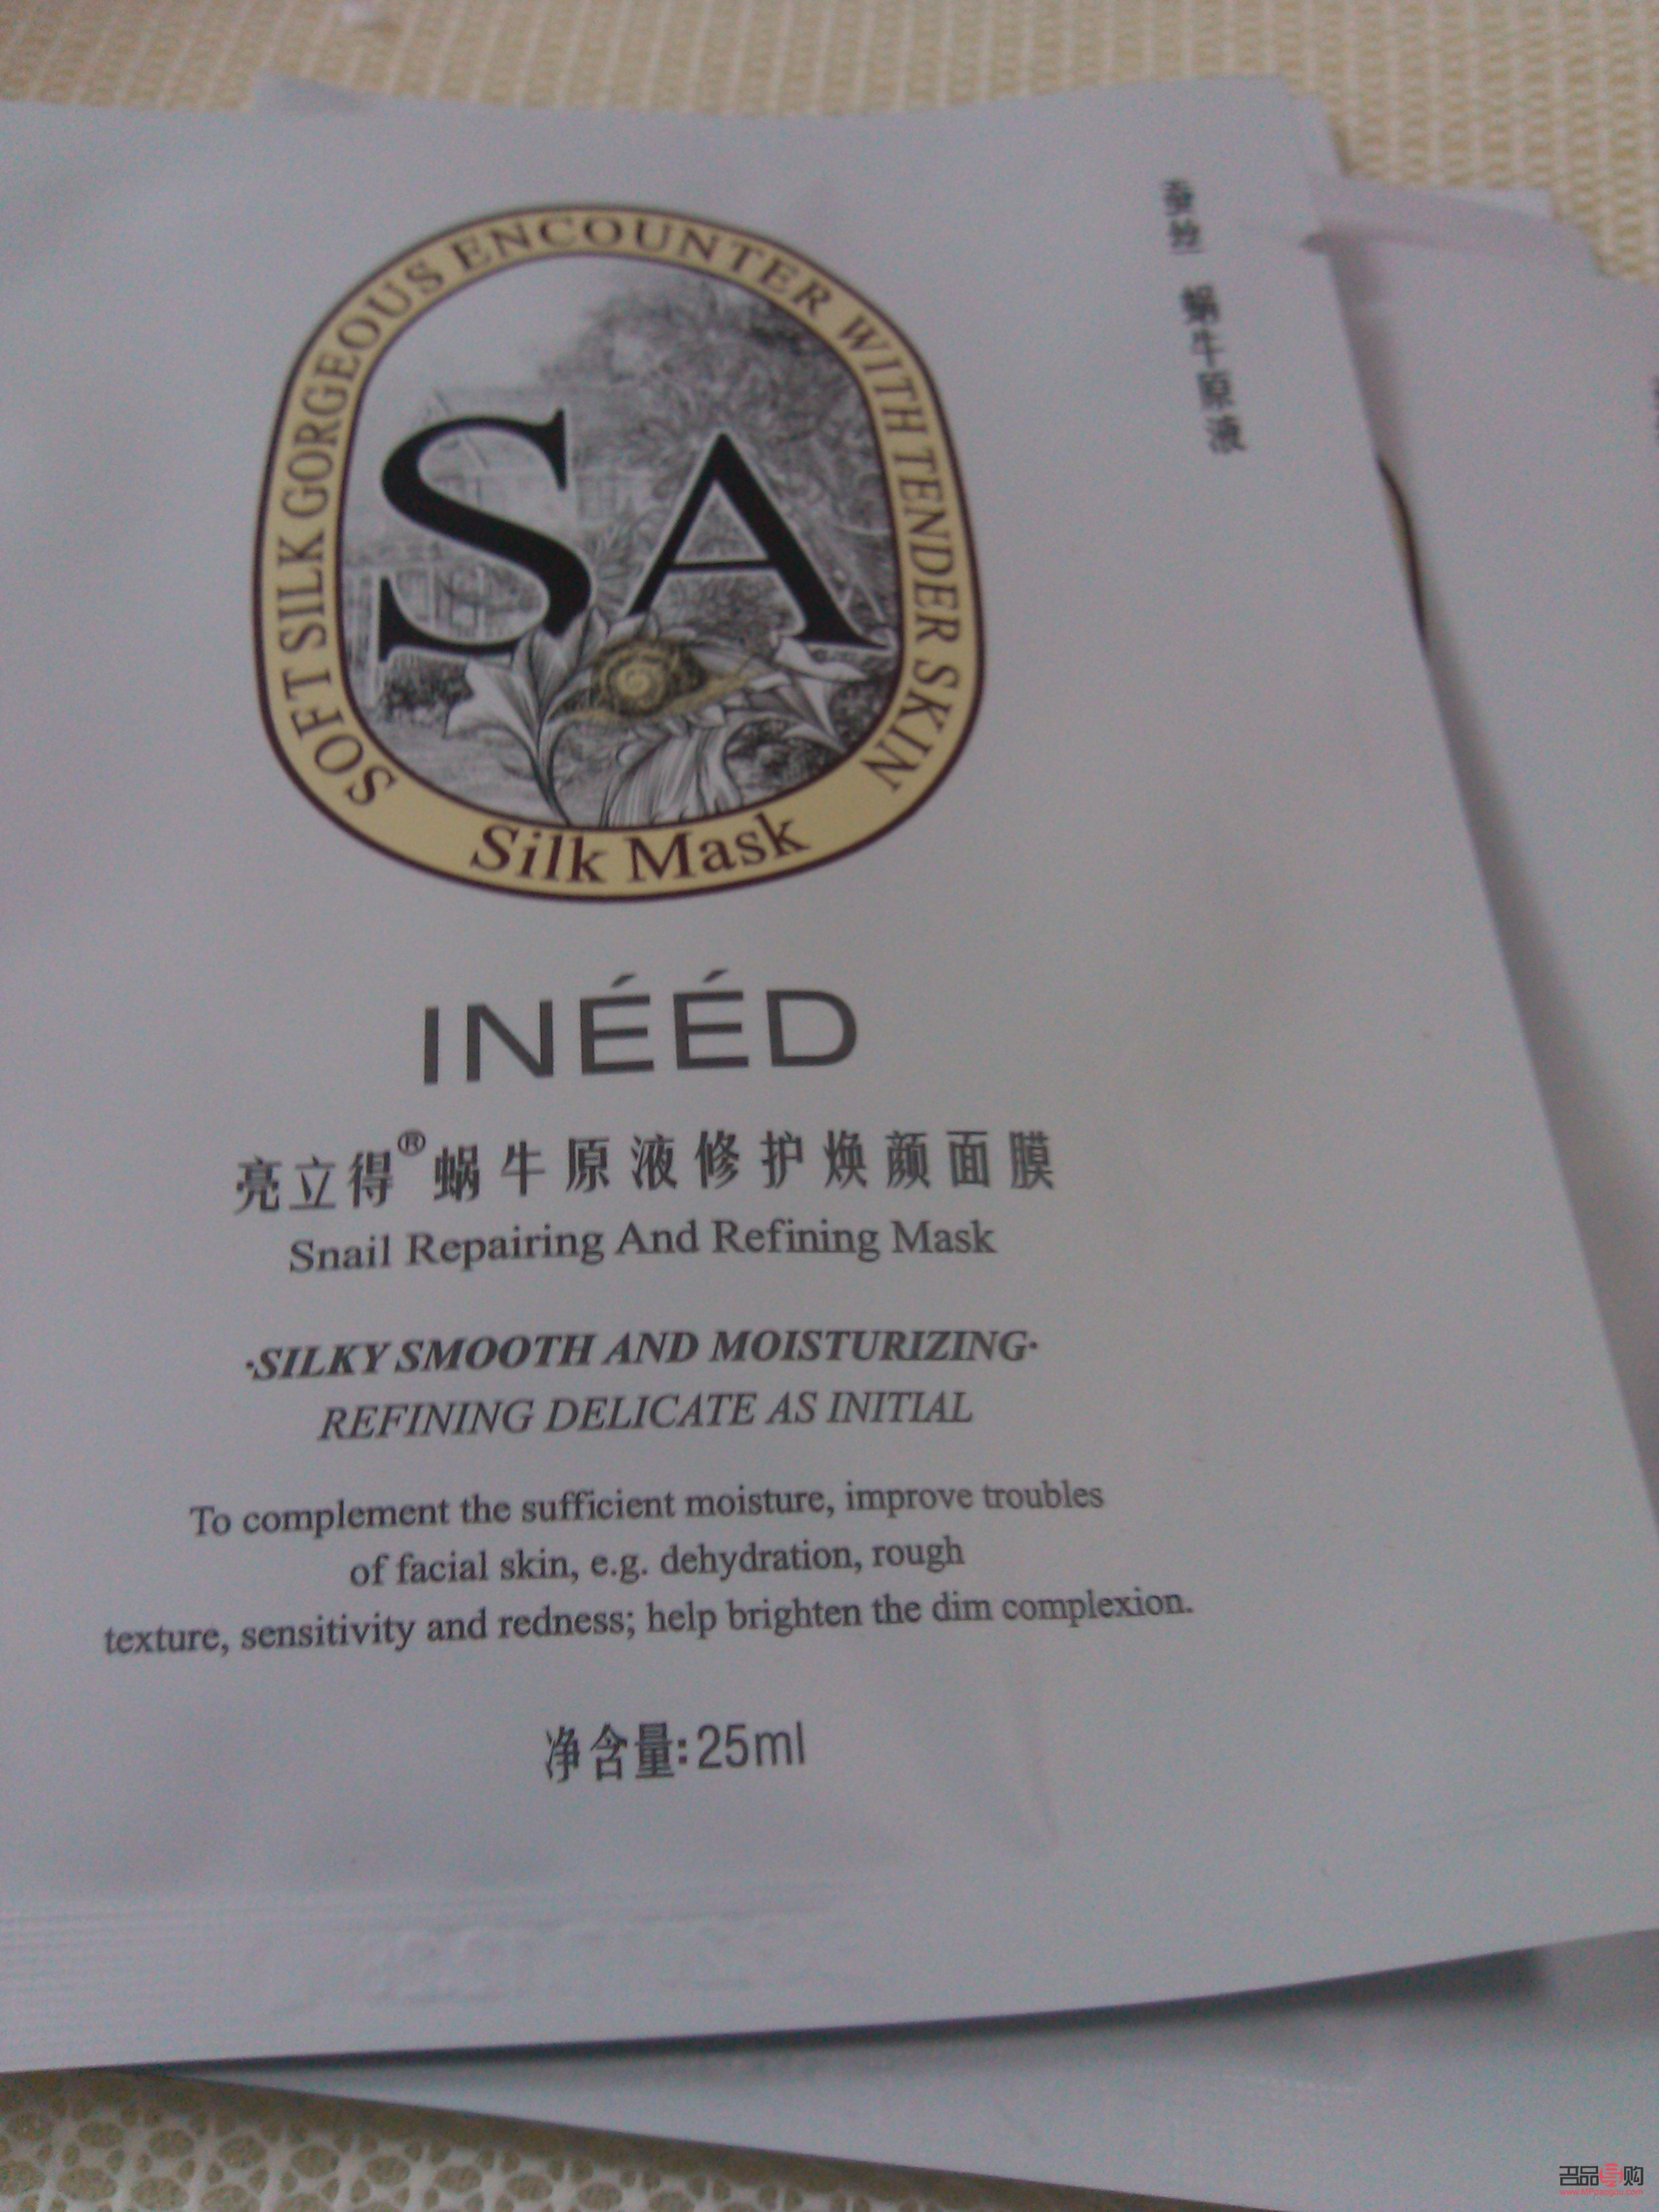 蚕丝 蜗牛原液
SOFT SILK GORGEOUS ENCOUNTER WITH TENDER SKIN
SA
Silk Mask
INÉÉD
亮立得®蜗牛原液修护焕颜面膜
Snail Repairing And Refining Mask
·SILKY SMOOTH AND MOISTURIZING·
REFINING DELICATE AS INITIAL
To complement the sufficient moisture, improve troubles
of facial skin, e.g. dehydration, rough
texture, sensitivity and redness; help brighten the dim complexion.
净含量:25ml